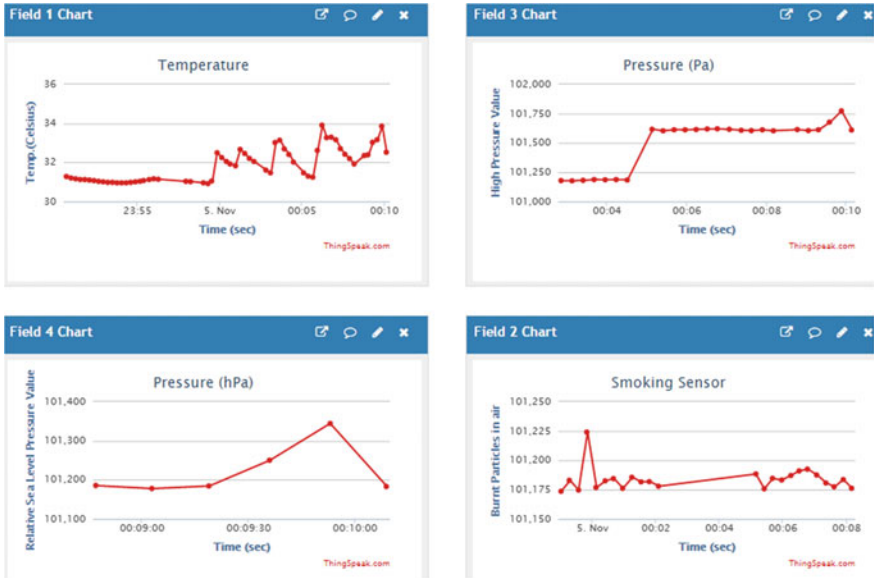 Field 1 Chart
Temperature
Temp.(Celsius)
36
34
32
30
23:55 5. Nov 00:05 00:10
Time (sec)
ThingSpeak.com
Field 3 Chart
Pressure (Pa)
High Pressure Value
102,000
101,750
101,500
101,250
101,000
00:04 00:06 00:08 00:10
Time (sec)
ThingSpeak.com
Field 4 Chart
Pressure (hPa)
Relative Sea Level Pressure Value
101,400
101,300
101,200
101,100
00:09:00 00:09:30 00:10:00
Time (sec)
ThingSpeak.com
Field 2 Chart
Smoking Sensor
Burnt Particles in air
101,250
101,225
101,200
101,175
101,150
5. Nov 00:02 00:04 00:06 00:08
Time (sec)
ThingSpeak.com